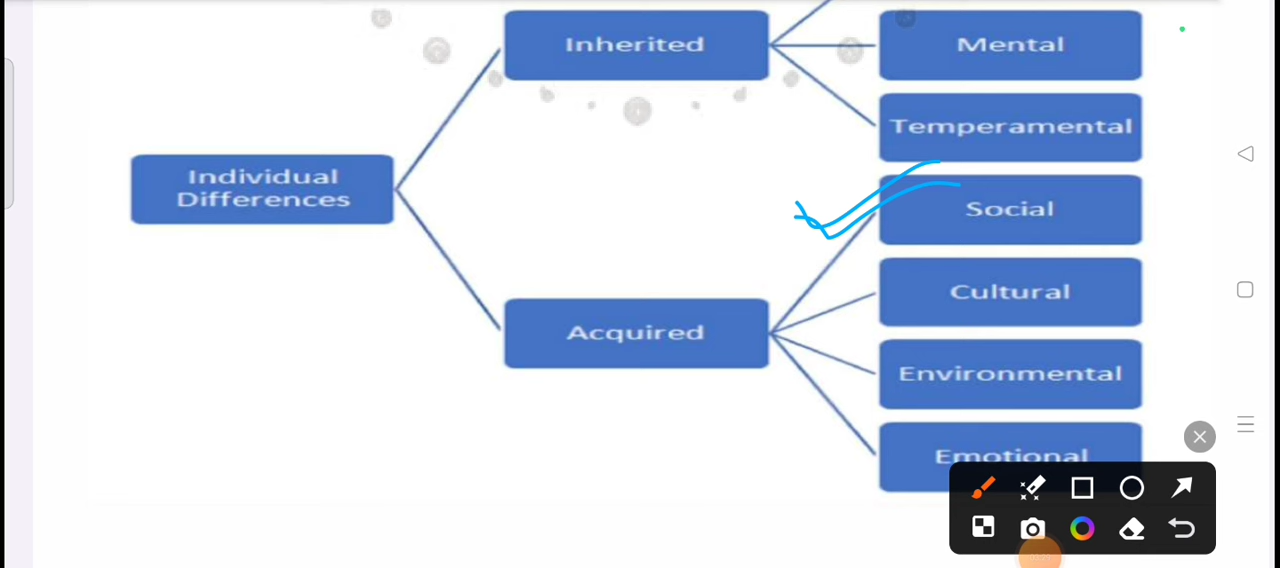 Inherited
Mental
Temperamental
Individual
Differences
Social
Cultural
Acquired
Environmental
Emotional